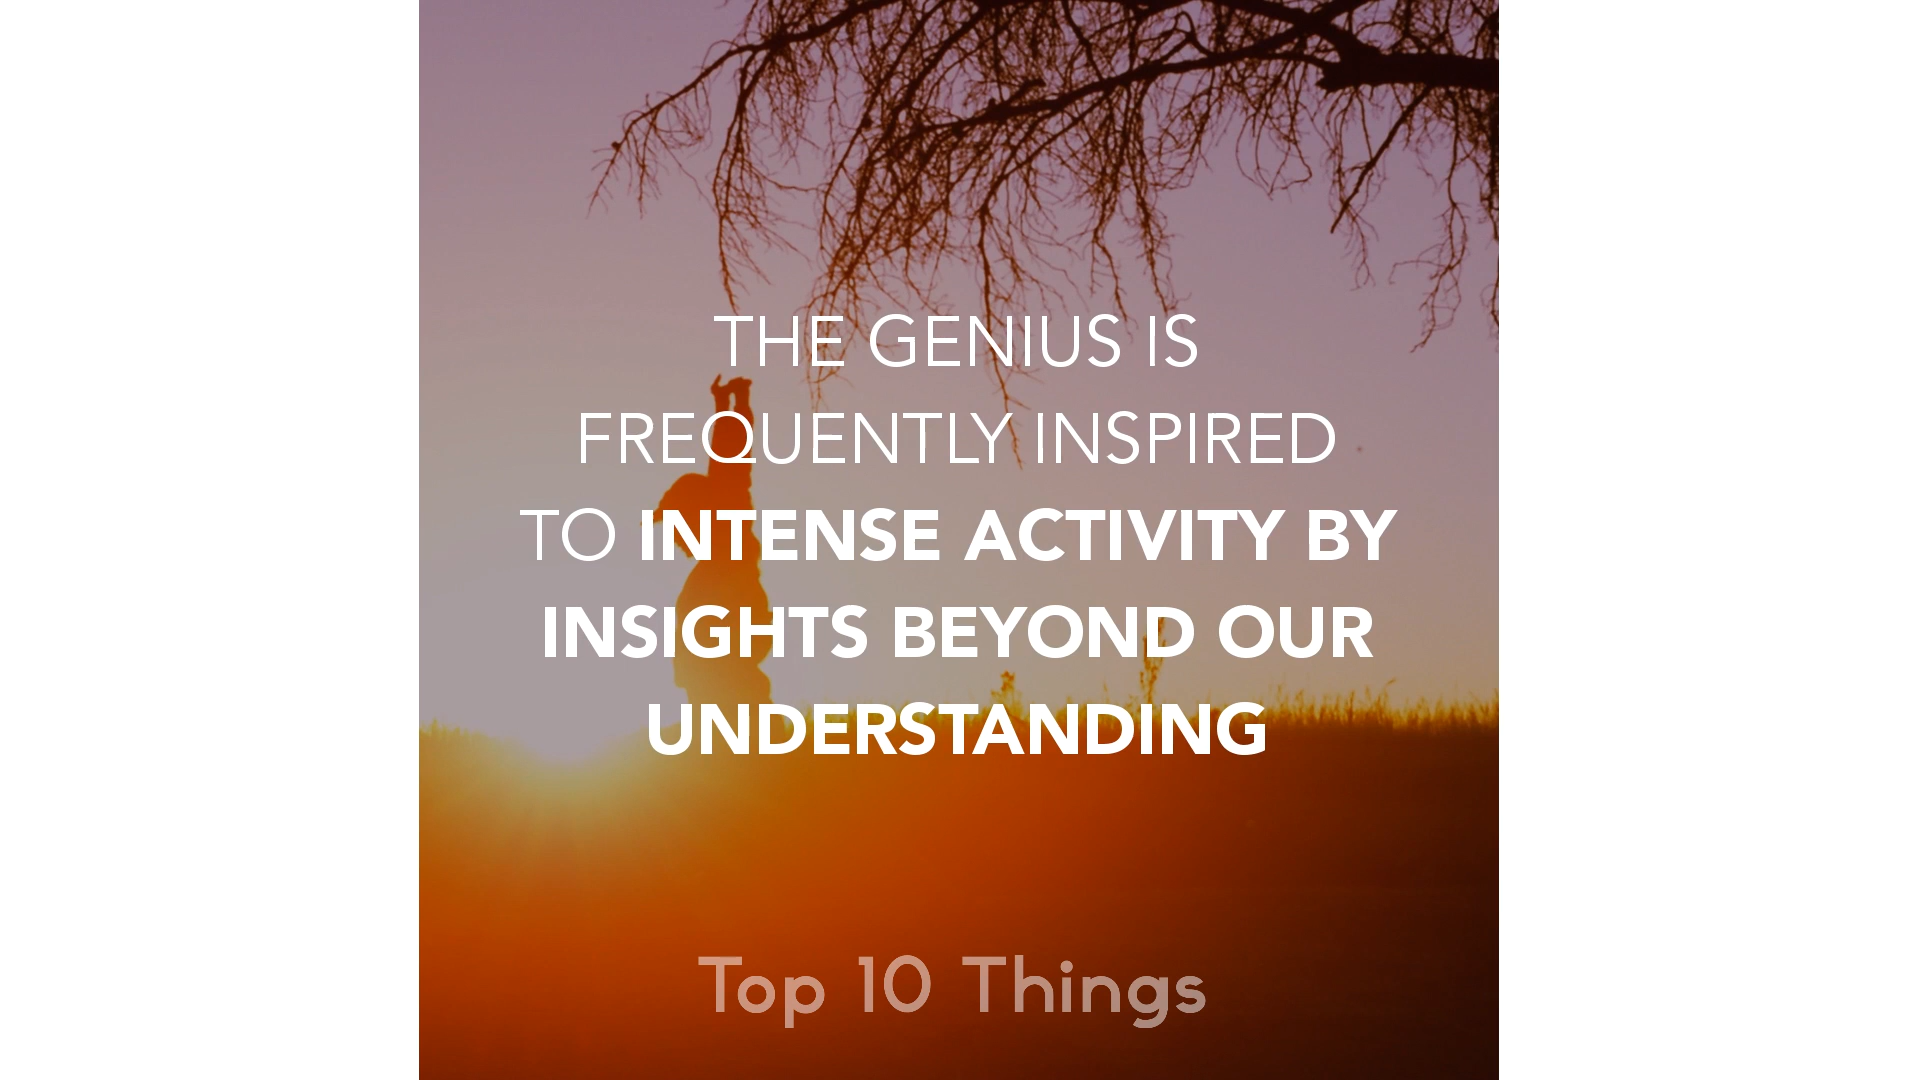 THE GENIUS IS
FREQUENTLY INSPIRED
TO INTENSE ACTIVITY BY
INSIGHTS BEYOND OUR
UNDERSTANDING
Top 10 Things